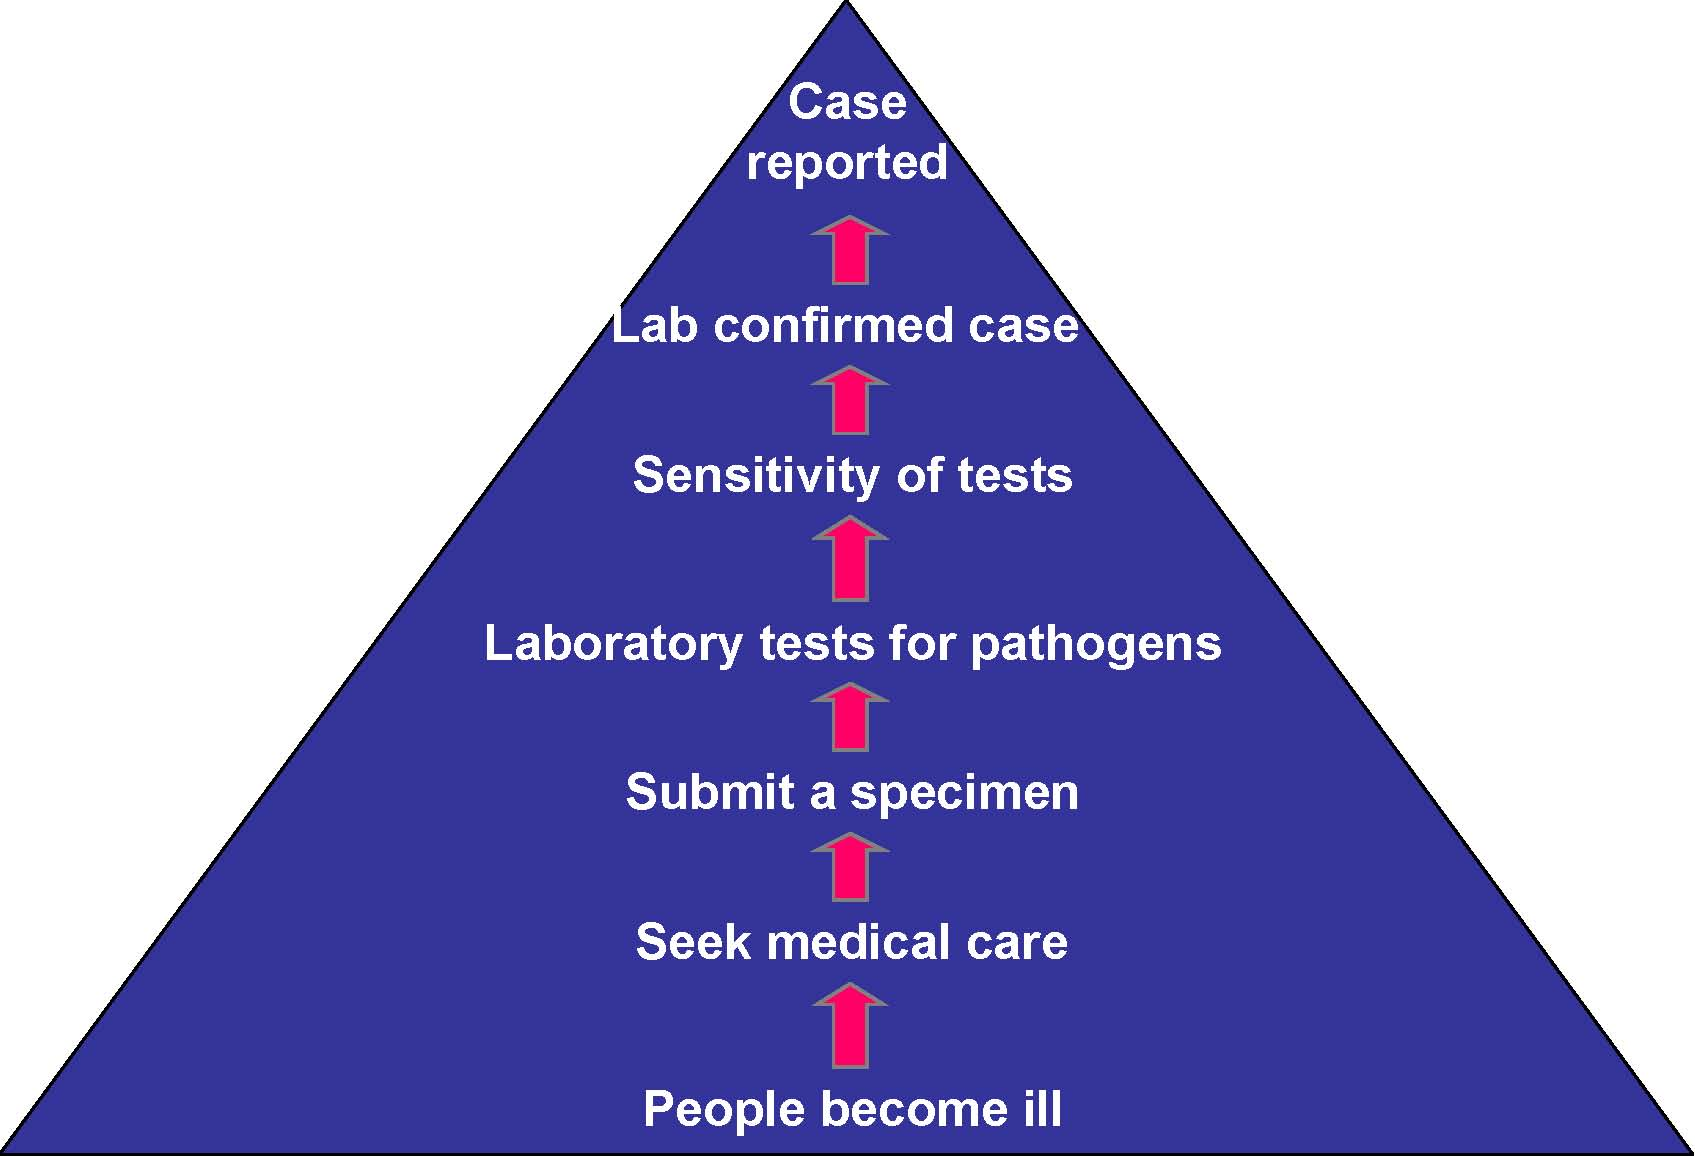 Case
reported
Lab confirmed case
Sensitivity of tests
Laboratory tests for pathogens
Submit a specimen
Seek medical care
People become ill